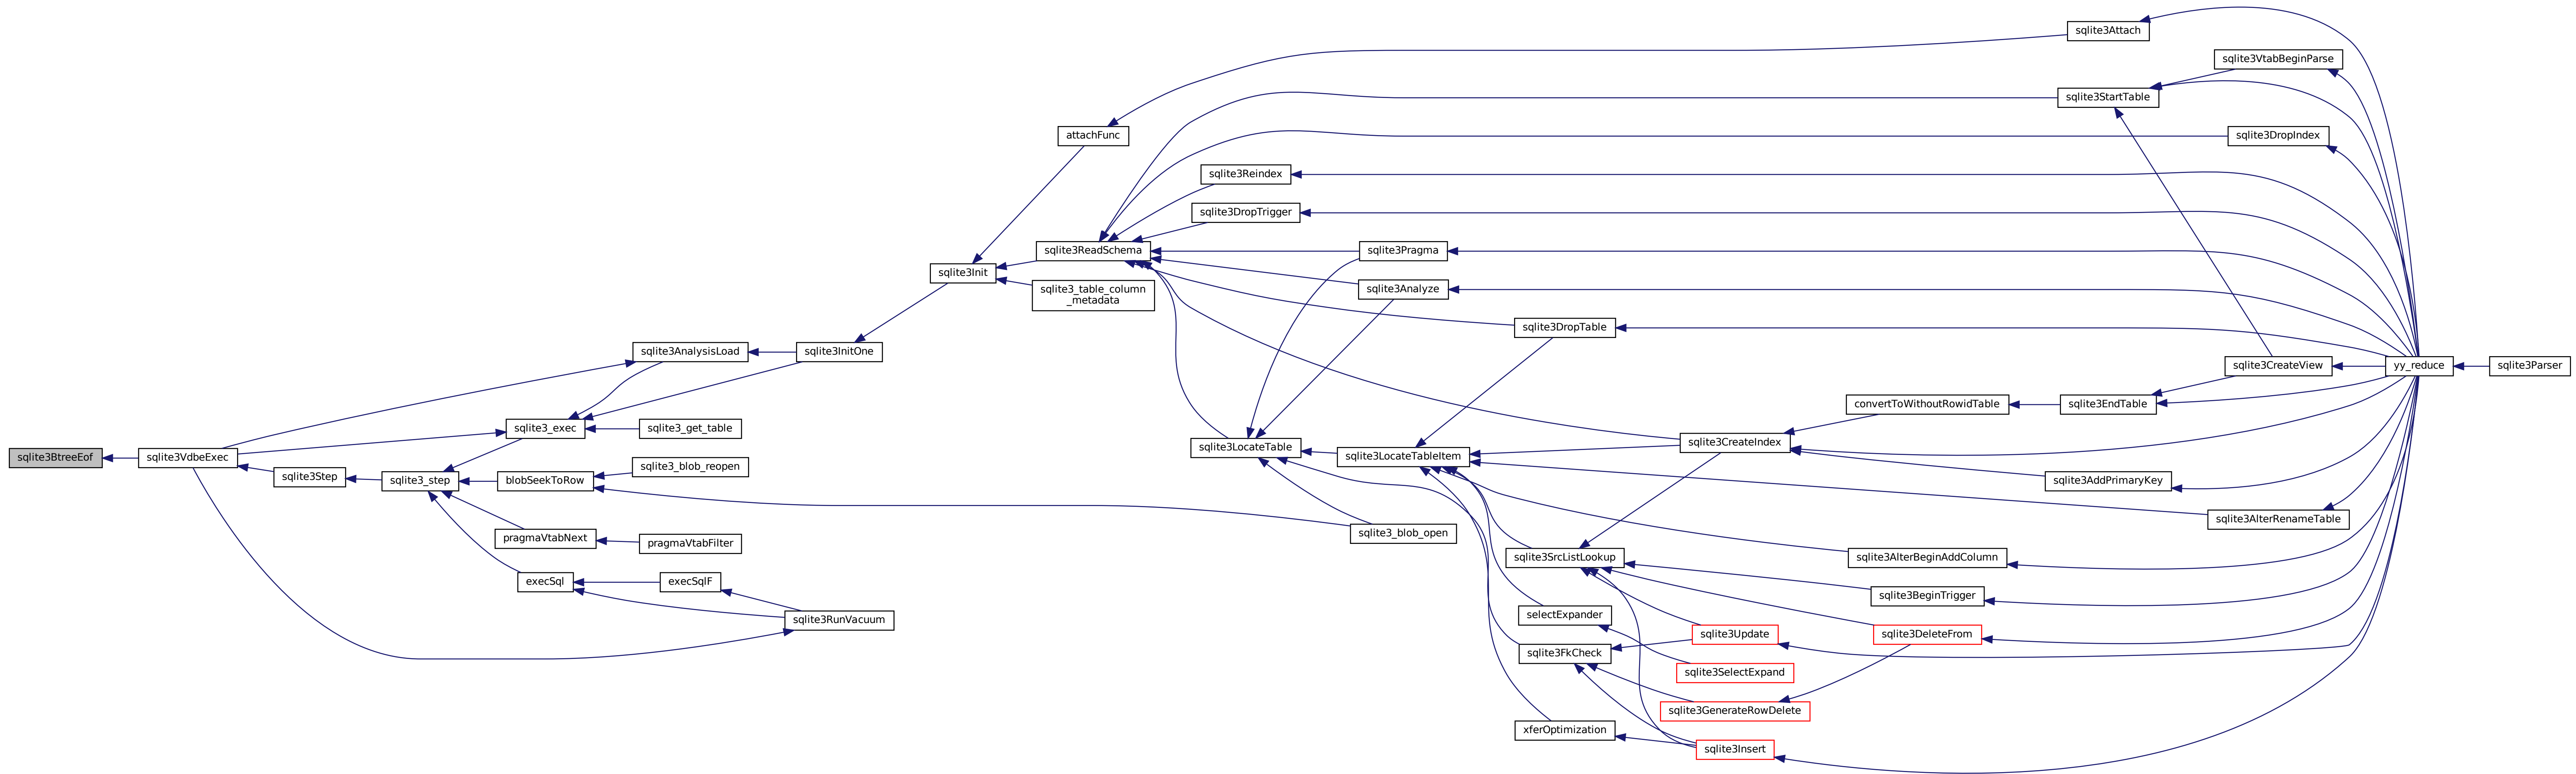 sqlite3BtreeEof
sqlite3VdbeExec
sqlite3AnalysisLoad
sqlite3_exec
sqlite3Step
sqlite3RunVacuum
sqlite3InitOne
sqlite3_get_table
sqlite3_step
blobSeekToRow
sqlite3_blob_reopen
pragmaVtabNext
pragmaVtabFilter
execSql
execSqlF
sqlite3Init
attachFunc
sqlite3ReadSchema
sqlite3_table_column
_metadata
sqlite3Attach
sqlite3VtabBeginParse
sqlite3StartTable
sqlite3DropIndex
sqlite3Reindex
sqlite3DropTrigger
sqlite3Pragma
sqlite3Analyze
sqlite3DropTable
sqlite3CreateView
yy_reduce
sqlite3Parser
convertToWithoutRowidTable
sqlite3EndTable
sqlite3LocateTable
sqlite3LocateTableItem
sqlite3CreateIndex
sqlite3AddPrimaryKey
sqlite3AlterRenameTable
sqlite3_blob_open
sqlite3SrcListLookup
sqlite3AlterBeginAddColumn
sqlite3BeginTrigger
selectExpander
sqlite3Update
sqlite3DeleteFrom
sqlite3FkCheck
sqlite3SelectExpand
sqlite3GenerateRowDelete
xferOptimization
sqlite3Insert